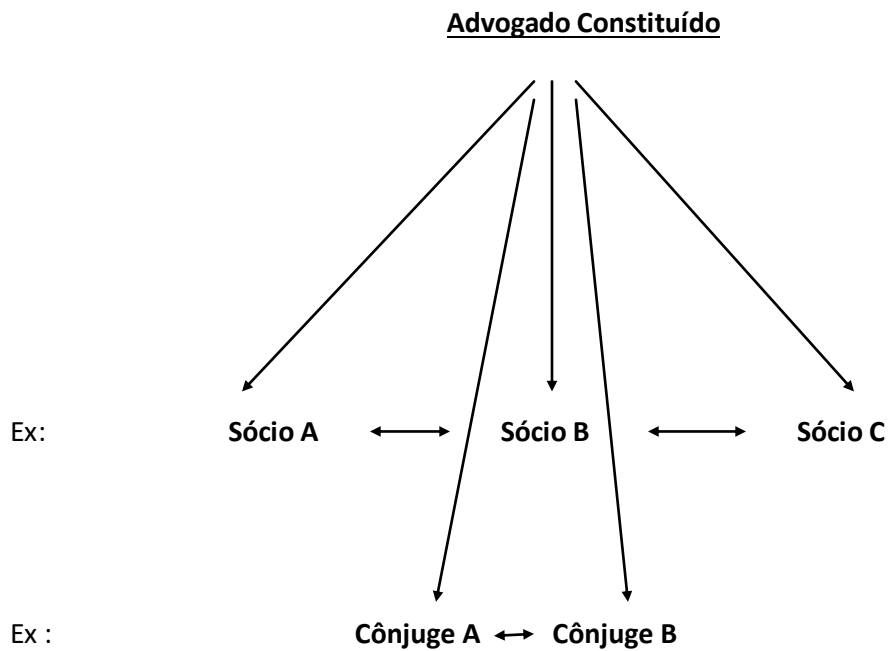 Advogado Constituído
Ex: Sócio A Sócio B Sócio C
Ex : Cônjuge A Cônjuge B